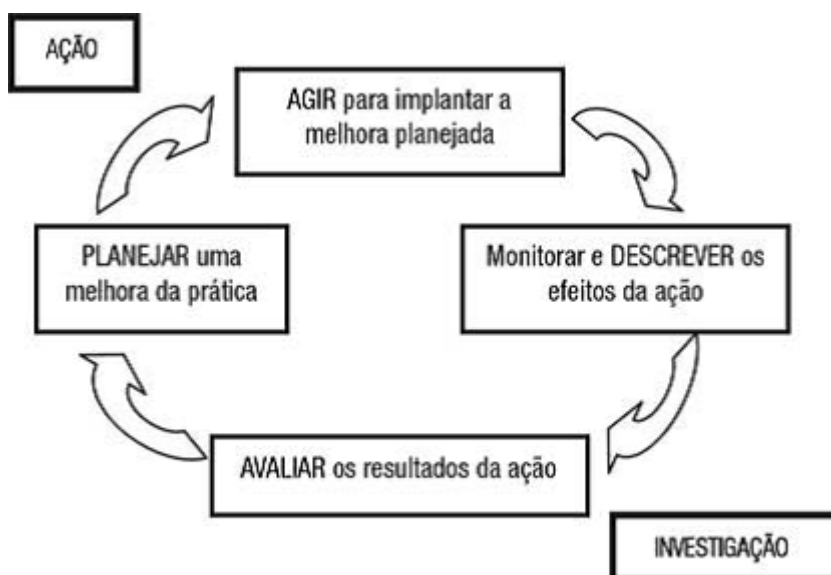 AÇÃO
AGIR para implantar a
melhora planejada
PLANEJAR uma
melhora da prática
Monitorar e DESCREVER os
efeitos da ação
AVALIAR os resultados da ação
INVESTIGAÇÃO